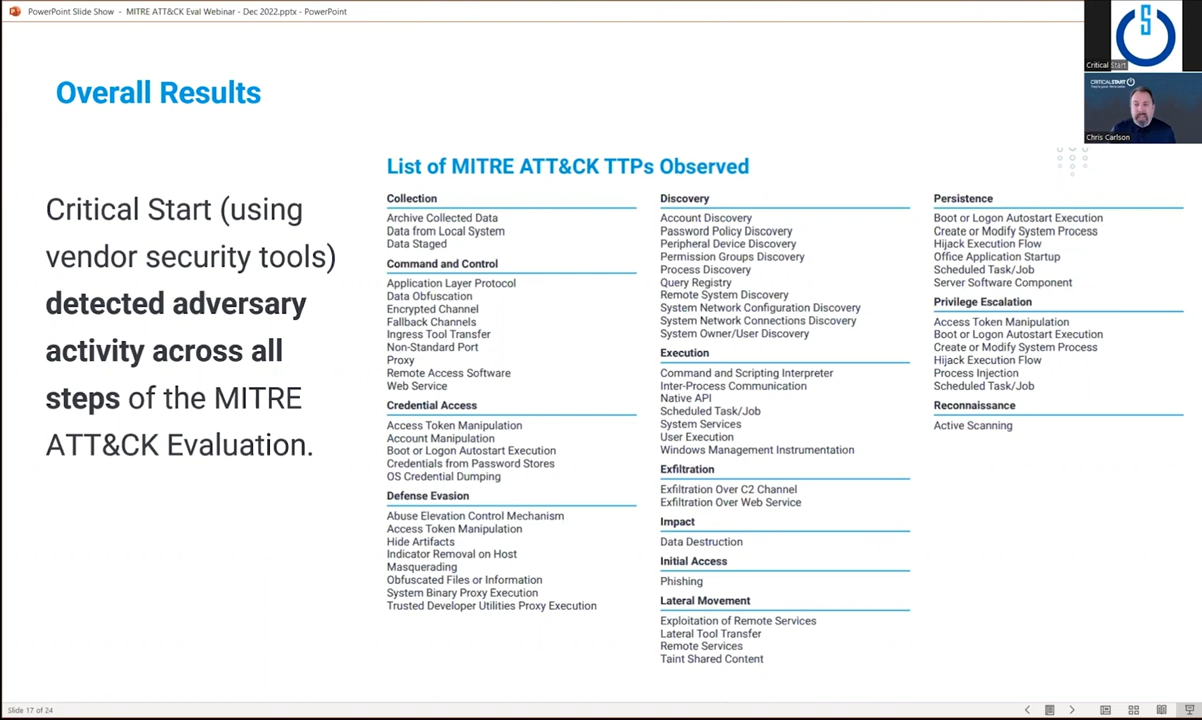 PowerPoint Slide Show - MITRE ATT&CK Eval Webinar - Dec 2022.pptx - PowerPoint
Critical Start
CRITICALSTART
Chris Carlson
Overall Results
Critical Start (using
vendor security tools)
detected adversary
activity across all
steps of the MITRE
ATT&CK Evaluation.
List of MITRE ATT&CK TTPs Observed
Collection
Archive Collected Data
Data from Local System
Data Staged
Command and Control
Application Layer Protocol
Data Obfuscation
Encrypted Channel
Fallback Channels
Ingress Tool Transfer
Non-Standard Port
Proxy
Remote Access Software
Web Service
Credential Access
Access Token Manipulation
Account Manipulation
Boot or Logon Autostart Execution
Credentials from Password Stores
OS Credential Dumping
Defense Evasion
Abuse Elevation Control Mechanism
Access Token Manipulation
Hide Artifacts
Indicator Removal on Host
Masquerading
Obfuscated Files or Information
System Binary Proxy Execution
Trusted Developer Utilities Proxy Execution
Discovery
Account Discovery
Password Policy Discovery
Peripheral Device Discovery
Permission Groups Discovery
Process Discovery
Query Registry
Remote System Discovery
System Network Configuration Discovery
System Network Connections Discovery
System Owner/User Discovery
Execution
Command and Scripting Interpreter
Inter-Process Communication
Native API
Scheduled Task/Job
System Services
User Execution
Windows Management Instrumentation
Exfiltration
Exfiltration Over C2 Channel
Exfiltration Over Web Service
Impact
Data Destruction
Initial Access
Phishing
Lateral Movement
Exploitation of Remote Services
Lateral Tool Transfer
Remote Services
Taint Shared Content
Persistence
Boot or Logon Autostart Execution
Create or Modify System Process
Hijack Execution Flow
Office Application Startup
Scheduled Task/Job
Server Software Component
Privilege Escalation
Access Token Manipulation
Boot or Logon Autostart Execution
Create or Modify System Process
Hijack Execution Flow
Process Injection
Scheduled Task/Job
Reconnaissance
Active Scanning
Slide 17 of 24